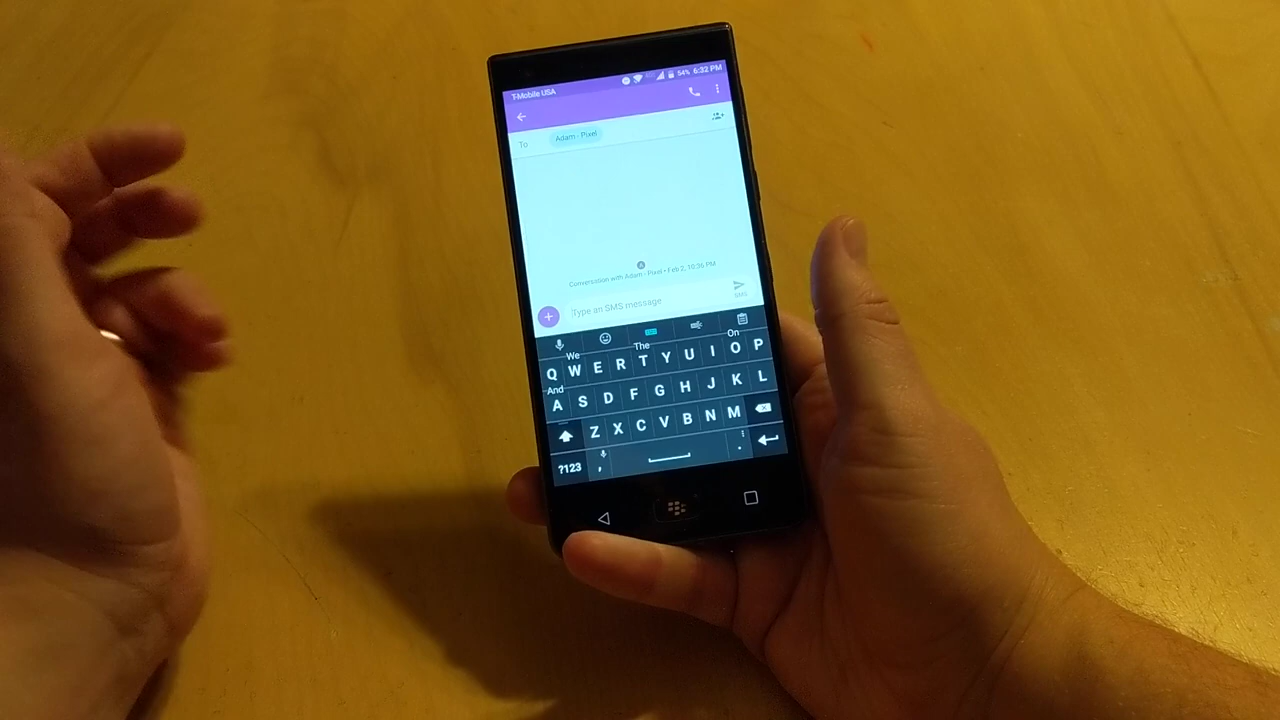 T-Mobile USA 4G 54% 6:32 PM
To Adam - Pixel
Conversation with Adam - Pixel • Feb 2, 10:36 PM
Type an SMS message
SMS
We The On
Q W E R T Y U I O P
And
A S D F G H J K L
Z X C V B N M
?123 , .